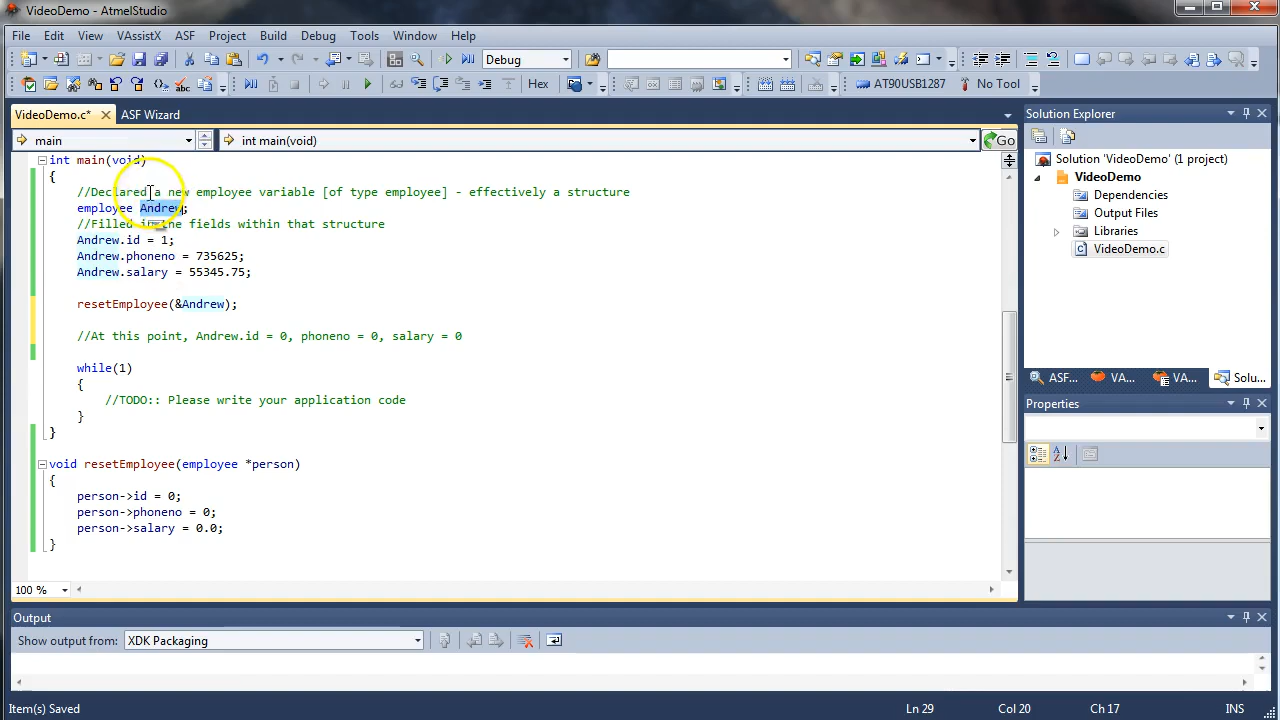 VideoDemo - AtmelStudio
File Edit View VAssistX ASF Project Build Debug Tools Window Help
Debug
Hex AT90USB1287 No Tool
VideoDemo.c* ASF Wizard
main int main(void) Go
int main(void)
{
//Declared a new employee variable [of type employee] - effectively a structure
employee Andrew;
//Filled in the fields within that structure
Andrew.id = 1;
Andrew.phoneno = 735625;
Andrew.salary = 55345.75;
resetEmployee(&Andrew);
//At this point, Andrew.id = 0, phoneno = 0, salary = 0
while(1)
{
//TODO:: Please write your application code
}
}
void resetEmployee(employee *person)
{
person->id = 0;
person->phoneno = 0;
person->salary = 0.0;
}
100 %
Solution Explorer
Solution 'VideoDemo' (1 project)
VideoDemo
Dependencies
Output Files
Libraries
VideoDemo.c
ASF... VA... VA... Solu...
Properties
Output
Show output from: XDK Packaging
Item(s) Saved Ln 29 Col 20 Ch 17 INS